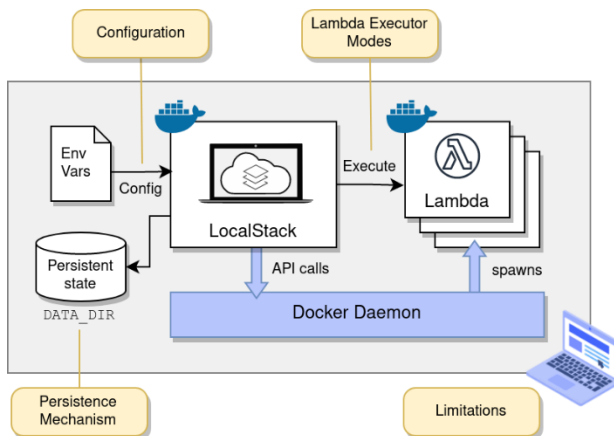 Configuration
Lambda Executor
Modes
Env
Vars
Config
Execute
Lambda
LocalStack
Persistent
state
API calls
spawns
DATA_DIR
Docker Daemon
Persistence
Mechanism
Limitations